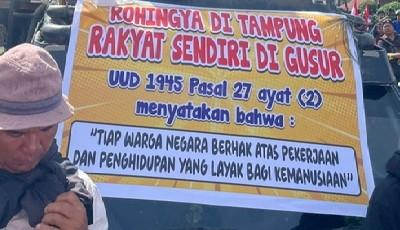 ROHINGYA DI TAMPUNG
RAKYAT SENDIRI DI GUSUR
UUD 1945 Pasal 27 ayat (2)
menyatakan bahwa :
"TIAP WARGA NEGARA BERHAK ATAS PEKERJAAN
DAN PENGHIDUPAN YANG LAYAK BAGI KEMANUSIAAN"